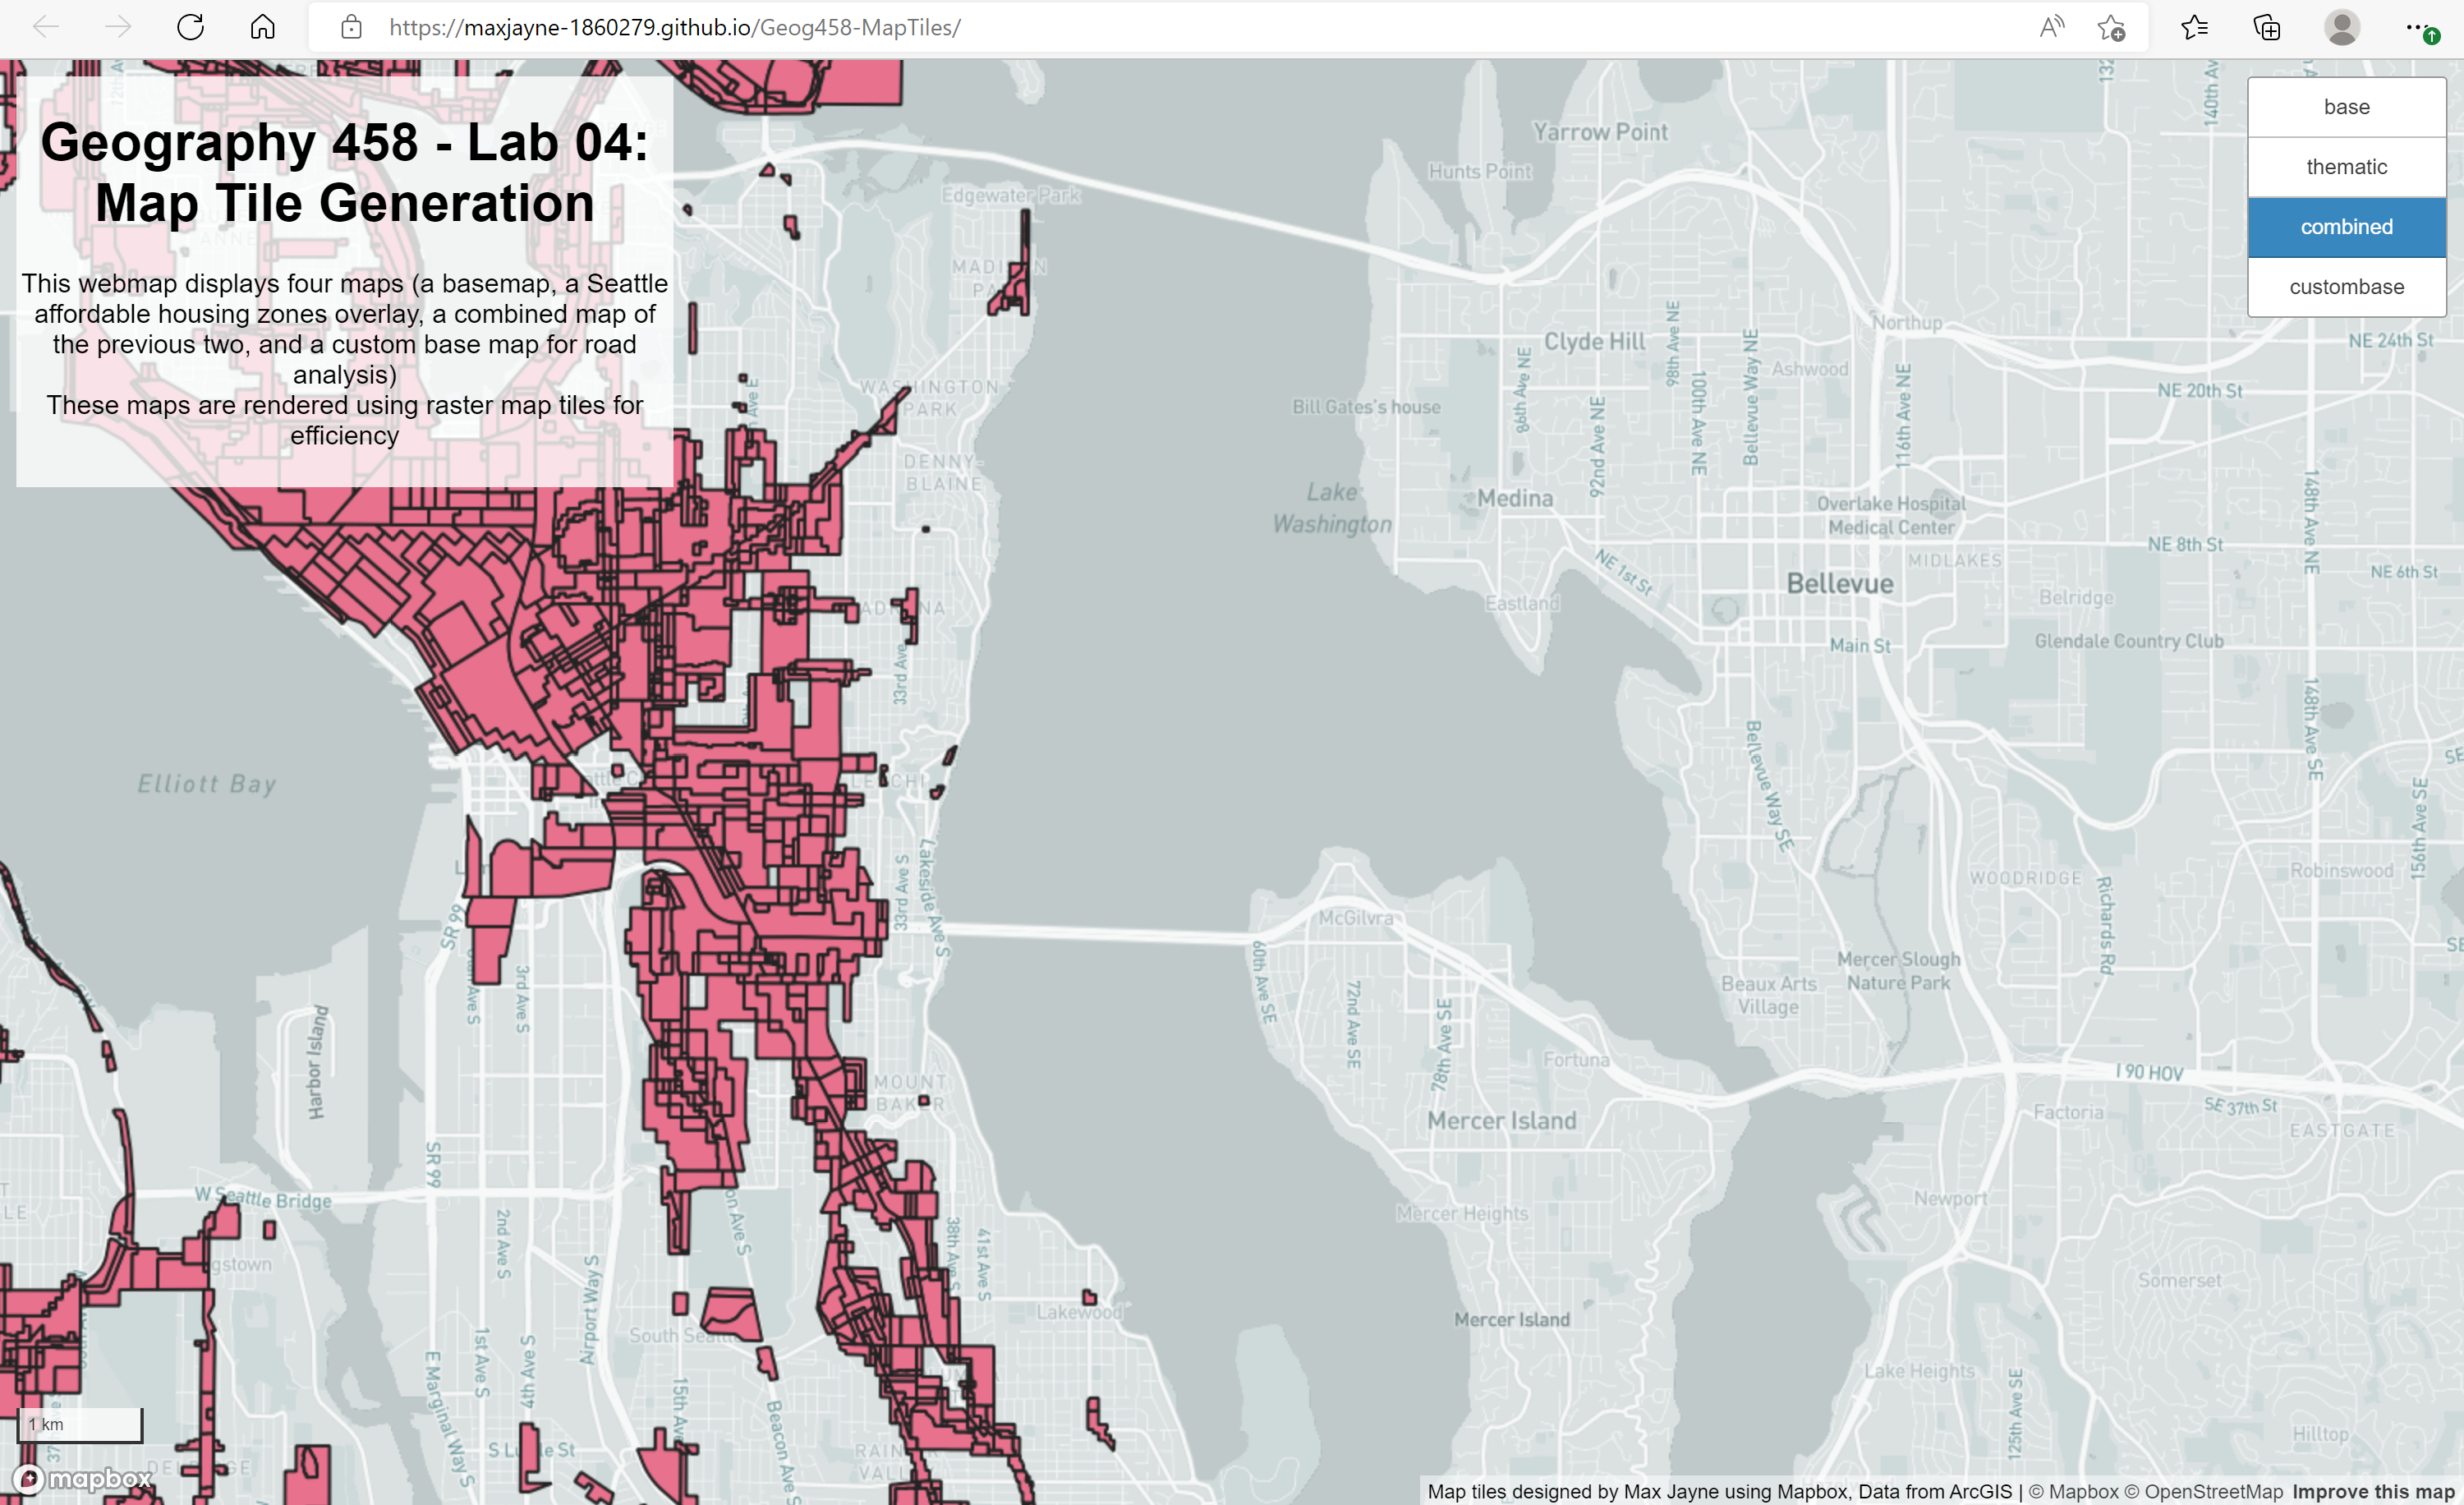 https://maxjayne-1860279.github.io/Geog458-MapTiles/
Geography 458 - Lab 04:
Map Tile Generation
This webmap displays four maps (a basemap, a Seattle
affordable housing zones overlay, a combined map of
the previous two, and a custom base map for road
analysis)
These maps are rendered using raster map tiles for
efficiency
base
thematic
combined
custombase
140th Av
Yarrow Point
Hunts Point
Edgewater Park
Northup
NE 24th St
Clyde Hill
98th Ave NE
Bellevue Way NE
Ashwood
86th Ave NE
100th Ave NE
116th Ave NE
NE 20th St
92nd Ave NE
WASHINGTON
PARK
Bill Gates's house
DENNY-
BLAINE
Lake
Washington
Medina
Overlake Hospital
Medical Center
148th Ave NE
NE 8th St
MIDLAKES
NE 1st St
NE 6th St
Bellevue
Eastland
Belridge
Main St
Glendale Country Club
33rd Ave
148th Ave SE
Elliott Bay
Bellevue Way SE
156th Ave SE
Robinswood
WOODRIDGE
Lakeside Ave S
33rd Ave S
SR 99
McGilvra
Richards Rd
60th Ave SE
Mercer Slough
Nature Park
Beaux Arts
Village
3rd Ave S
72nd Ave SE
78th Ave SE
Harbor Island
Fortuna
I 90 HOV
MOUNT
BAKER
SE 37th St
Factoria
Mercer Island
EASTGATE
SR 99
W Seattle Bridge
Newport
Mercer Heights
2nd Ave S
38th Ave S
41st Ave S
Somerset
Airport Way S
Lakewood
Mercer Island
South Seattle
1st Ave S
4th Ave S
E Marginal Way S
Lake Heights
15th Ave
Beacon Ave S
125th Ave SE
1 km
Hilltop
mapbox
Map tiles designed by Max Jayne using Mapbox, Data from ArcGIS | © Mapbox © OpenStreetMap Improve this map